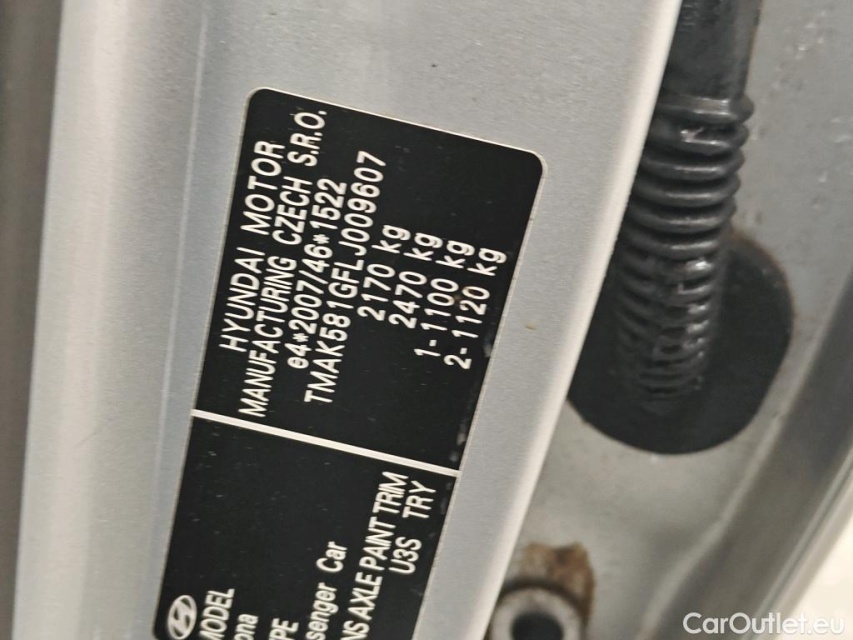 HYUNDAI MOTOR
MANUFACTURING CZECH S.R.O.
e4*2007/46*1522
TMAK581GFLJ009607
2170 kg
2470 kg
1- 1100 kg
2- 1120 kg
MODEL
ona
PE
senger Car
NS AXLE PAINT TRIM
U3S TRY
CarOutlet.eu